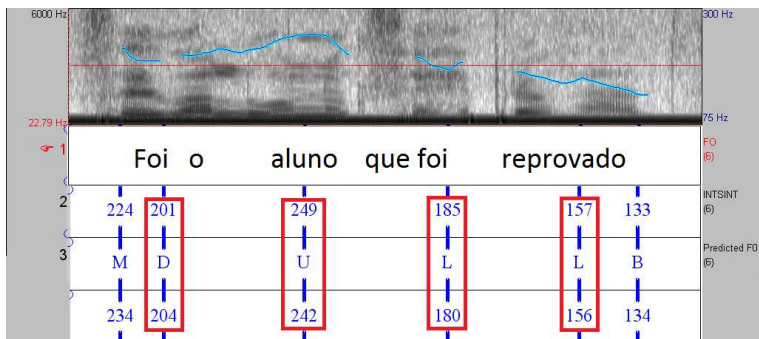 6000 Hz 300 Hz
22.79 Hz 75 Hz
1 Foi o aluno que foi reprovado F0 (6)
2 224 201 249 185 157 133 INTSINT (6)
3 M D U L L B Predicted F0 (6)
234 204 242 180 156 134